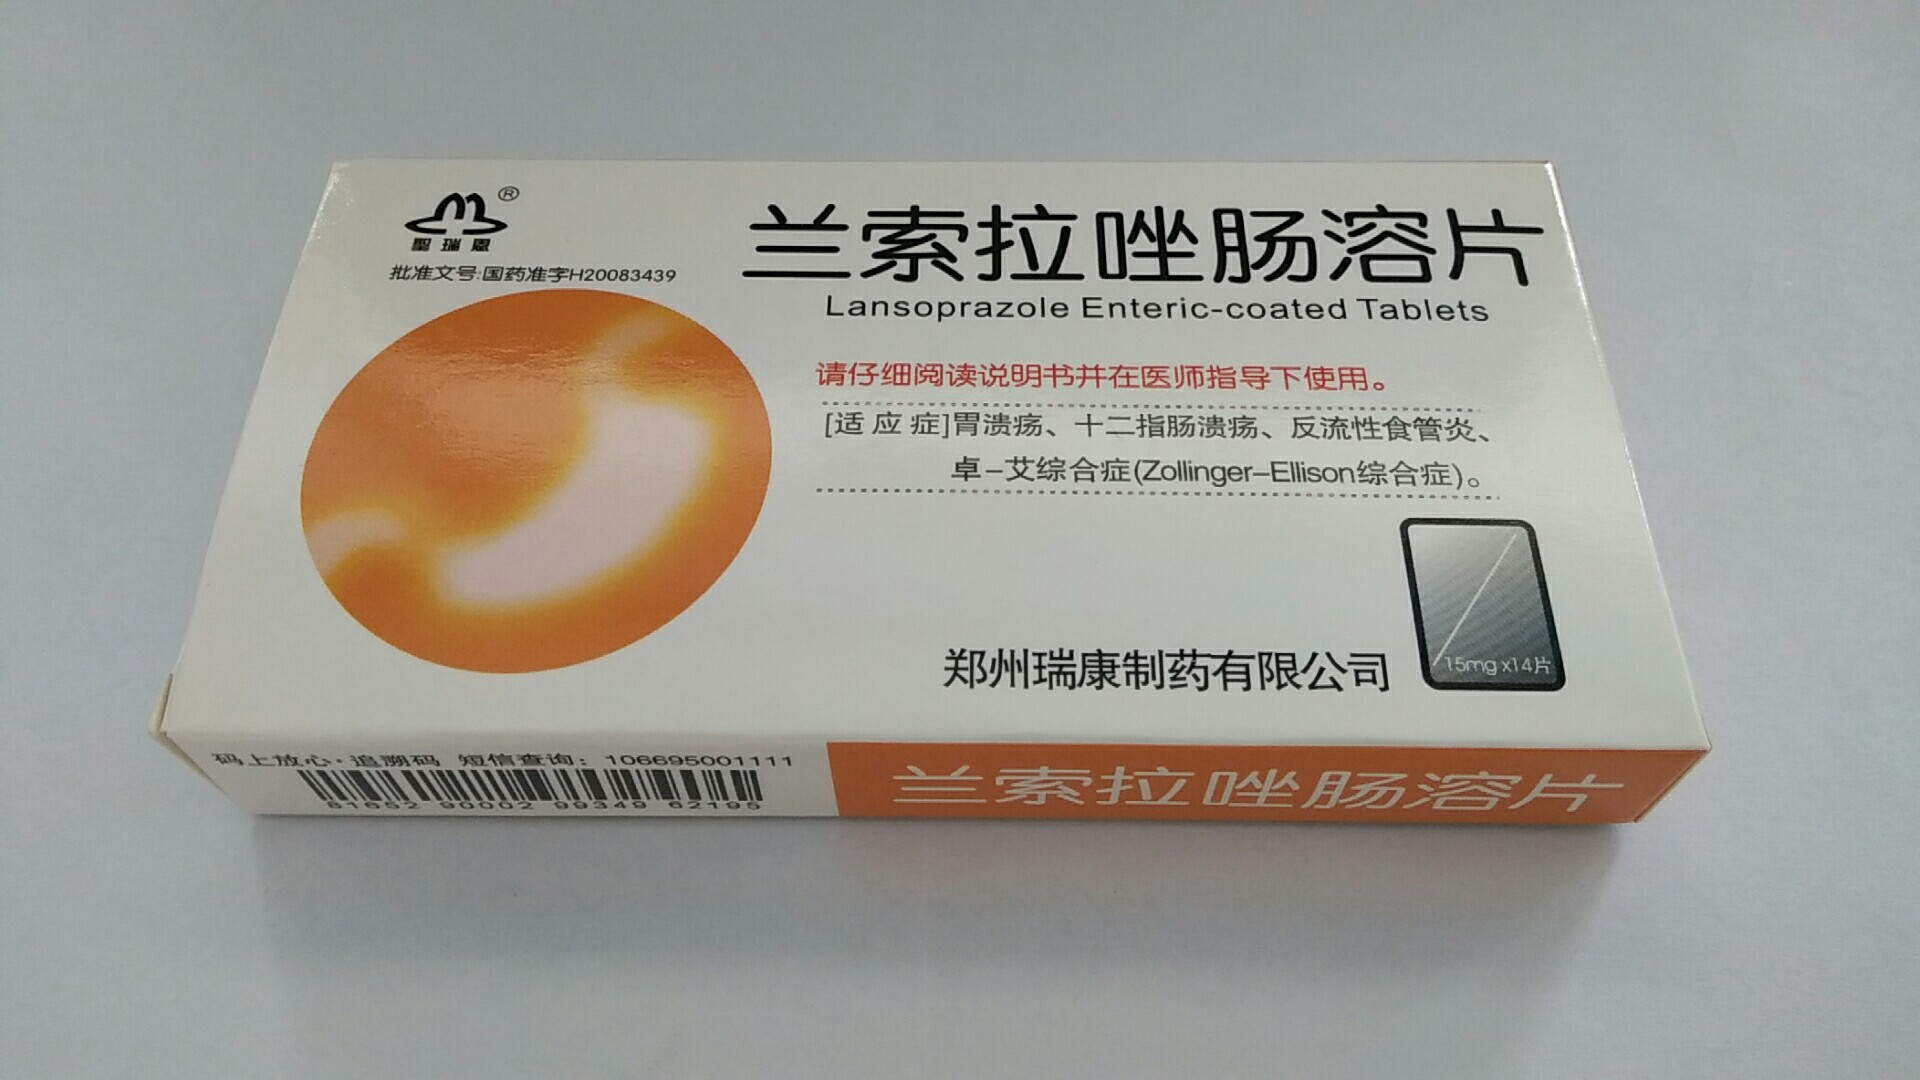 ®
聖瑞恩
批准文号:国药准字H20083439
兰索拉唑肠溶片
Lansoprazole Enteric-coated Tablets
请仔细阅读说明书并在医师指导下使用。
[适 应 症]胃溃疡、十二指肠溃疡、反流性食管炎、
卓-艾综合症(Zollinger-Ellison综合症)。
15mg x14片
郑州瑞康制药有限公司
码上放心·追溯码 短信查询：106695001111
81652 90002 99349 62195
兰索拉唑肠溶片